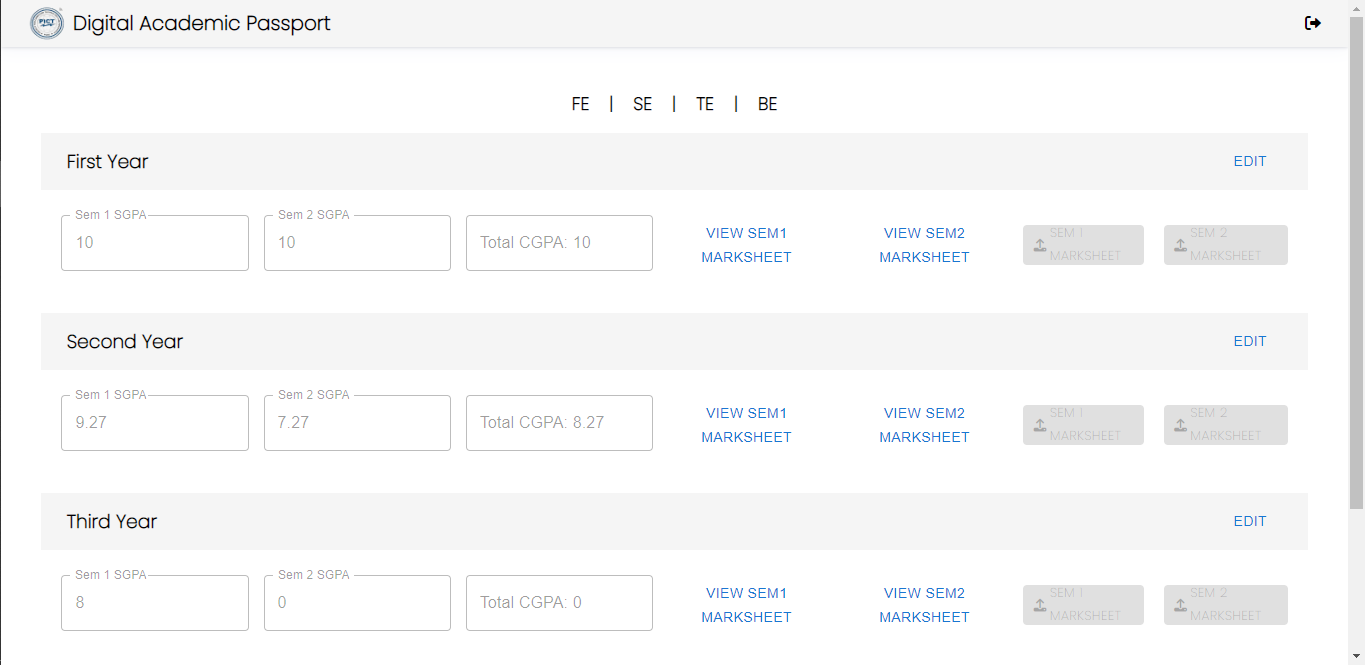 PICT
Digital Academic Passport
FE | SE | TE | BE
First Year
EDIT
Sem 1 SGPA
10
Sem 2 SGPA
10
Total CGPA: 10
VIEW SEM1
MARKSHEET
VIEW SEM2
MARKSHEET
SEM 1
MARKSHEET
SEM 2
MARKSHEET
Second Year
EDIT
Sem 1 SGPA
9.27
Sem 2 SGPA
7.27
Total CGPA: 8.27
VIEW SEM1
MARKSHEET
VIEW SEM2
MARKSHEET
SEM 1
MARKSHEET
SEM 2
MARKSHEET
Third Year
EDIT
Sem 1 SGPA
8
Sem 2 SGPA
0
Total CGPA: 0
VIEW SEM1
MARKSHEET
VIEW SEM2
MARKSHEET
SEM 1
MARKSHEET
SEM 2
MARKSHEET